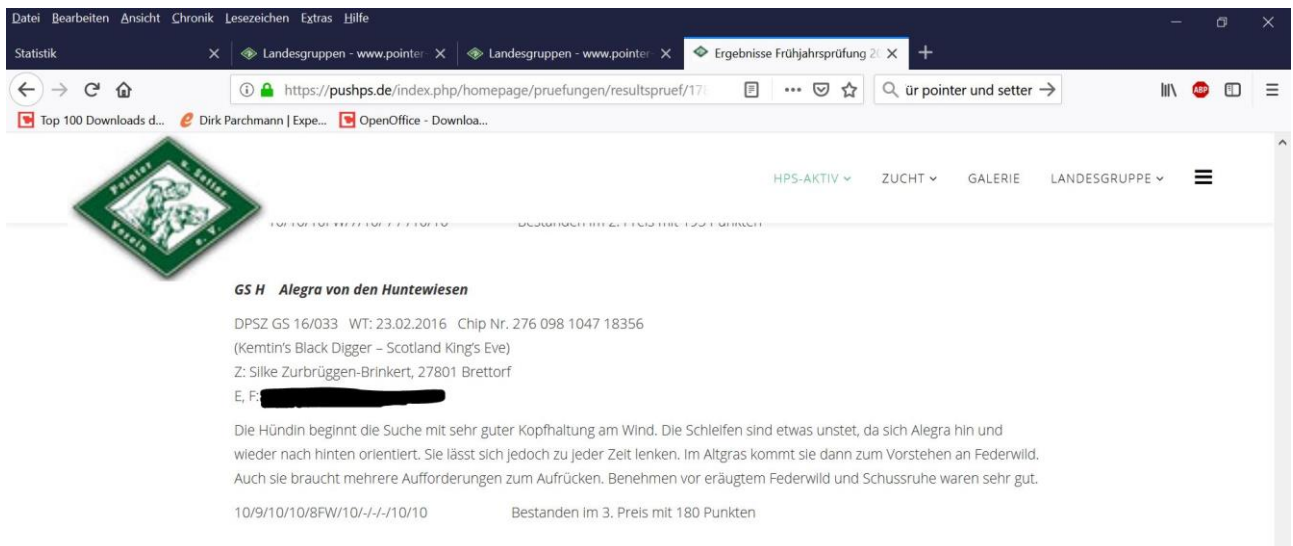 Datei Bearbeiten Ansicht Chronik Lesezeichen Extras Hilfe
Statistik
Landesgruppen - www.pointer-
Landesgruppen - www.pointer-
Ergebnisse Frühjahrsprüfung 20
https://pushps.de/index.php/homepage/pruefungen/resultspruef/178
ür pointer und setter
ABP
Top 100 Downloads d...
Dirk Parchmann | Expe...
OpenOffice - Downloa...
Pointer u. Setter Verein e. V.
HPS-AKTIV
ZUCHT
GALERIE
LANDESGRUPPE
GS H Alegra von den Huntewiesen
DPSZ GS 16/033 WT: 23.02.2016 Chip Nr. 276 098 1047 18356
(Kemtin's Black Digger – Scotland King's Eve)
Z: Silke Zurbrüggen-Brinkert, 27801 Brettorf
E, F:
Die Hündin beginnt die Suche mit sehr guter Kopfhaltung am Wind. Die Schleifen sind etwas unstet, da sich Alegra hin und
wieder nach hinten orientiert. Sie lässt sich jedoch zu jeder Zeit lenken. Im Altgras kommt sie dann zum Vorstehen an Federwild.
Auch sie braucht mehrere Aufforderungen zum Aufrücken. Benehmen vor eräugtem Federwild und Schussruhe waren sehr gut.
10/9/10/10/8FW/10/-/-/-/10/10 Bestanden im 3. Preis mit 180 Punkten